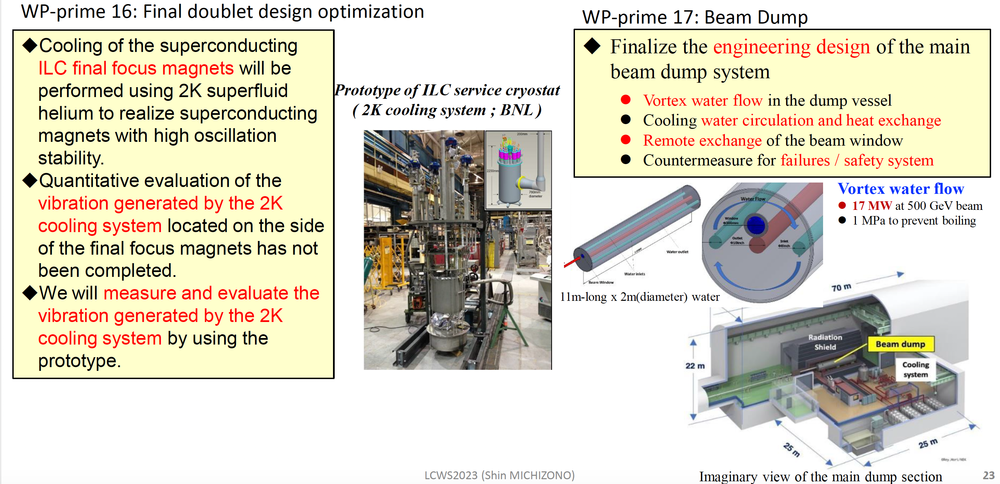 WP-prime 16: Final doublet design optimization
◆Cooling of the superconducting
ILC final focus magnets will be
performed using 2K superfluid
helium to realize superconducting
magnets with high oscillation
stability.
◆Quantitative evaluation of the
vibration generated by the 2K
cooling system located on the side
of the final focus magnets has not
been completed.
◆We will measure and evaluate the
vibration generated by the 2K
cooling system by using the
prototype.
Prototype of ILC service cryostat
( 2K cooling system ; BNL )
200mm
2250mm
760mm
diameter
WP-prime 17: Beam Dump
◆ Finalize the engineering design of the main
beam dump system
● Vortex water flow in the dump vessel
● Cooling water circulation and heat exchange
● Remote exchange of the beam window
● Countermeasure for failures / safety system
Water outlet
Water inlets
Beam Window
11m-long x 2m(diameter) water
Water Flow
Window
Φ300mm
Outlet
Φ10inch
Inlet
Φ8inch
Vortex water flow
● 17 MW at 500 GeV beam
● 1 MPa to prevent boiling
70 m
Radiation
Shield
Beam dump
Cooling
system
22 m
25 m
25 m
©Rey.Hori/KEK
Imaginary view of the main dump section
LCWS2023 (Shin MICHIZONO)
23